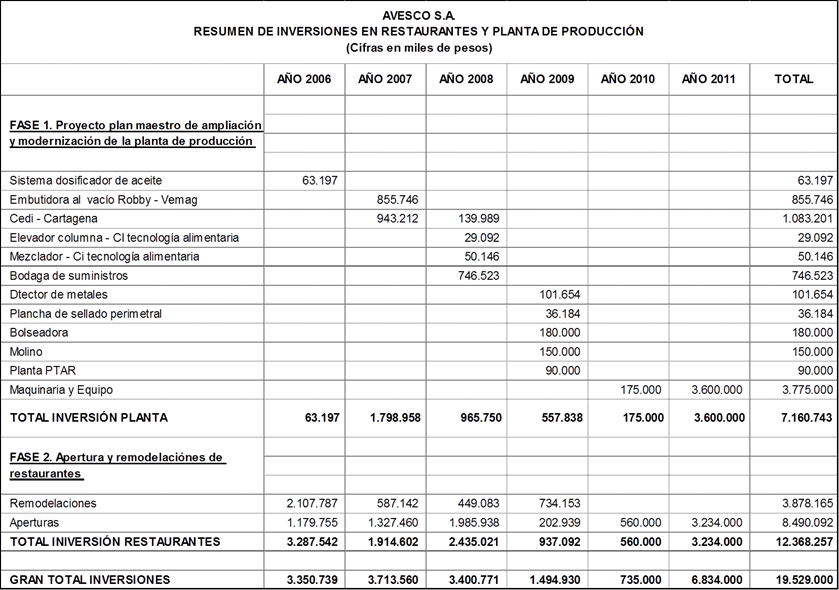 AVESCO S.A.
RESUMEN DE INVERSIONES EN RESTAURANTES Y PLANTA DE PRODUCCIÓN
(Cifras en miles de pesos)
AÑO 2006 AÑO 2007 AÑO 2008 AÑO 2009 AÑO 2010 AÑO 2011 TOTAL
FASE 1. Proyecto plan maestro de ampliación
y modernización de la planta de producción
Sistema dosificador de aceite 63.197 63.197
Embutidora al vacío Robby - Vemag 855.746 855.746
Cedi - Cartagena 943.212 139.989 1.083.201
Elevador columna - CI tecnología alimentaria 29.092 29.092
Mezclador - Ci tecnología alimentaria 50.146 50.146
Bodaga de suministros 746.523 746.523
Dtector de metales 101.654 101.654
Plancha de sellado perimetral 36.184 36.184
Bolseadora 180.000 180.000
Molino 150.000 150.000
Planta PTAR 90.000 90.000
Maquinaria y Equipo 175.000 3.600.000 3.775.000
TOTAL INVERSIÓN PLANTA 63.197 1.798.958 965.750 557.838 175.000 3.600.000 7.160.743
FASE 2. Apertura y remodelaciónes de
restaurantes
Remodelaciones 2.107.787 587.142 449.083 734.153 3.878.165
Aperturas 1.179.755 1.327.460 1.985.938 202.939 560.000 3.234.000 8.490.092
TOTAL INIVERSIÓN RESTAURANTES 3.287.542 1.914.602 2.435.021 937.092 560.000 3.234.000 12.368.257
GRAN TOTAL INVERSIONES 3.350.739 3.713.560 3.400.771 1.494.930 735.000 6.834.000 19.529.000